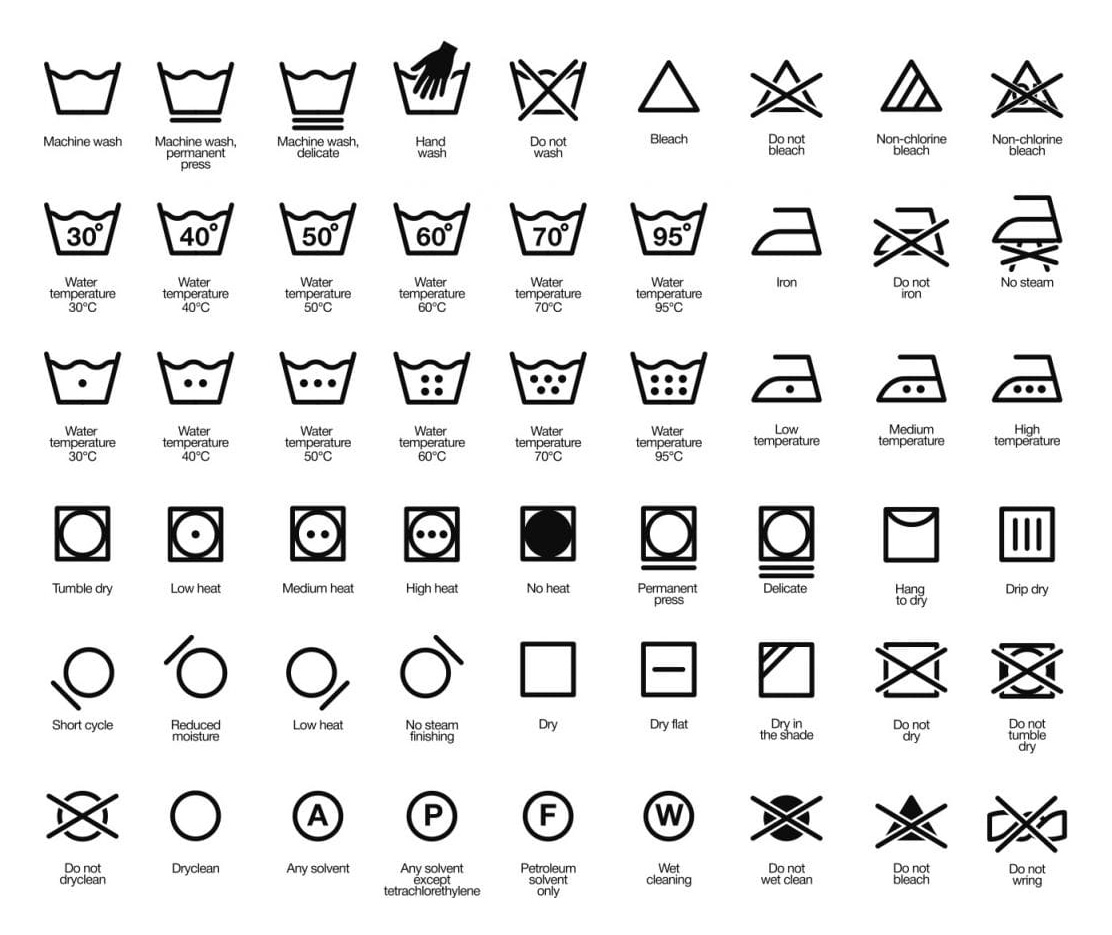 Machine wash
Machine wash,
permanent
press
Machine wash,
delicate
Hand
wash
Do not
wash
Bleach
Do not
bleach
Non-chlorine
bleach
CL
Non-chlorine
bleach
30°
Water
temperature
30°C
40°
Water
temperature
40°C
50°
Water
temperature
50°C
60°
Water
temperature
60°C
70°
Water
temperature
70°C
95°
Water
temperature
95°C
Iron
Do not
iron
No steam
Water
temperature
30°C
Water
temperature
40°C
Water
temperature
50°C
Water
temperature
60°C
Water
temperature
70°C
Water
temperature
95°C
Low
temperature
Medium
temperature
High
temperature
Tumble dry
Low heat
Medium heat
High heat
No heat
Permanent
press
Delicate
Hang
to dry
Drip dry
Short cycle
Reduced
moisture
Low heat
No steam
finishing
Dry
Dry flat
Dry in
the shade
Do not
dry
Do not
tumble
dry
Do not
dryclean
Dryclean
A
Any solvent
P
Any solvent
except
tetrachlorethylene
F
Petroleum
solvent
only
W
Wet
cleaning
Do not
wet clean
Do not
bleach
Do not
wring